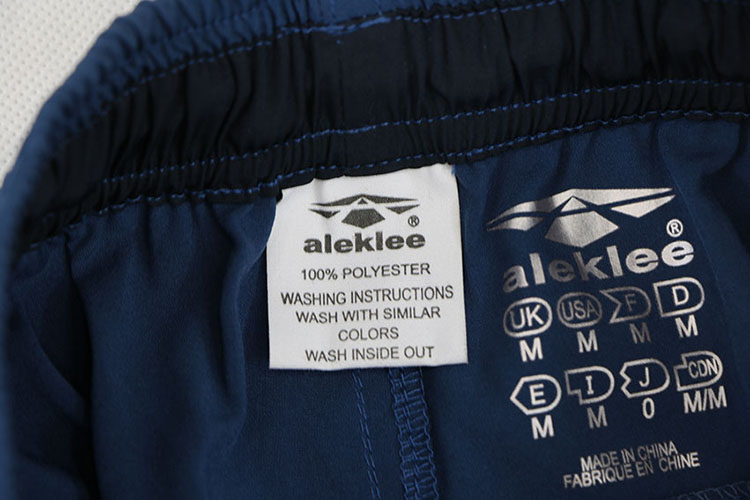 ®
aleklee
100% POLYESTER
WASHING INSTRUCTIONS
WASH WITH SIMILAR
COLORS
WASH INSIDE OUT
®
aleklee
UK USA F D
M M M M
E I J CDN
M M O M/M
MADE IN CHINA
FABRIQUE EN CHINE